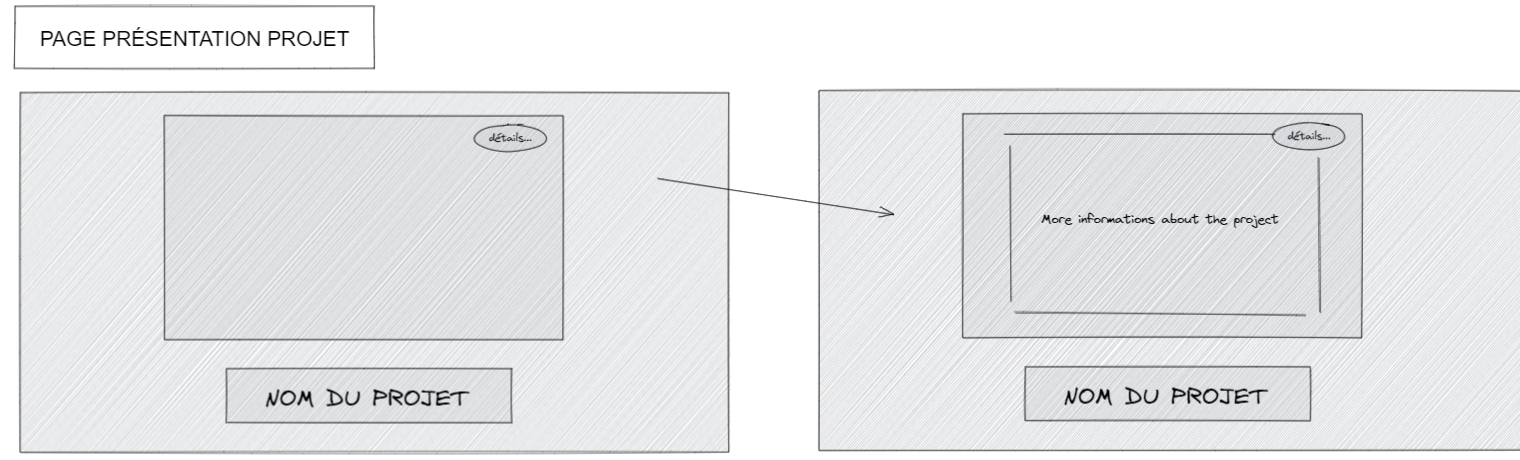 PAGE PRÉSENTATION PROJET
détails...
NOM DU PROJET
détails...
More informations about the project
NOM DU PROJET